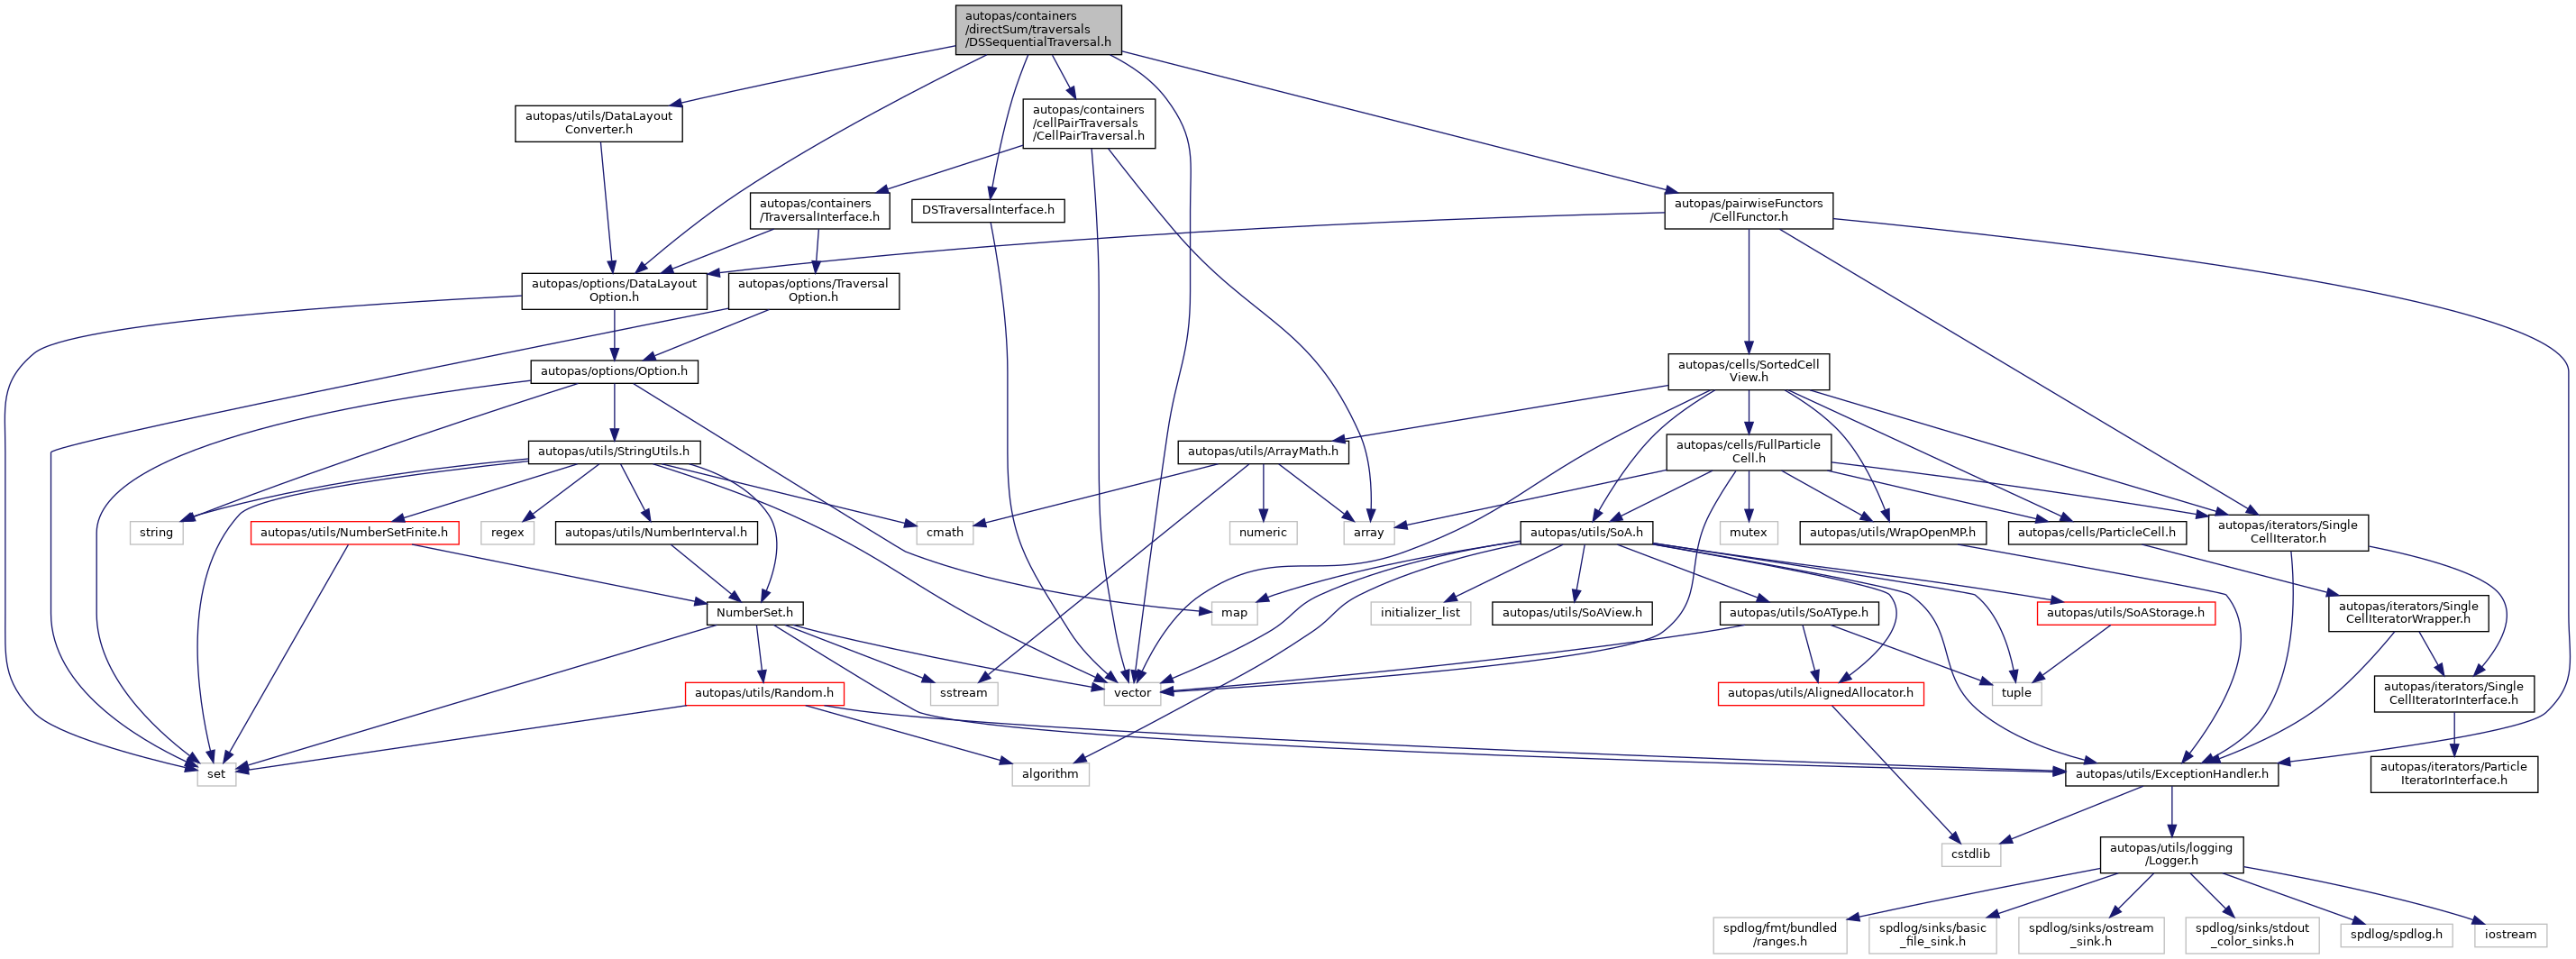 autopas/containers
/directSum/traversals
/DSSequentialTraversal.h
autopas/utils/DataLayout
Converter.h
autopas/containers
/cellPairTraversals
/CellPairTraversal.h
autopas/containers
/TraversalInterface.h
DSTraversalInterface.h
autopas/pairwiseFunctors
/CellFunctor.h
autopas/options/DataLayout
Option.h
autopas/options/Traversal
Option.h
autopas/options/Option.h
autopas/cells/SortedCell
View.h
autopas/utils/StringUtils.h
autopas/utils/ArrayMath.h
autopas/cells/FullParticle
Cell.h
string
autopas/utils/NumberSetFinite.h
regex
autopas/utils/NumberInterval.h
cmath
numeric
array
autopas/utils/SoA.h
mutex
autopas/utils/WrapOpenMP.h
autopas/cells/ParticleCell.h
autopas/iterators/Single
CellIterator.h
NumberSet.h
map
initializer_list
autopas/utils/SoAView.h
autopas/utils/SoAType.h
autopas/utils/SoAStorage.h
autopas/iterators/Single
CellIteratorWrapper.h
autopas/utils/Random.h
sstream
vector
autopas/utils/AlignedAllocator.h
tuple
autopas/iterators/Single
CellIteratorInterface.h
set
algorithm
autopas/utils/ExceptionHandler.h
autopas/iterators/Particle
IteratorInterface.h
cstdlib
autopas/utils/logging
/Logger.h
spdlog/fmt/bundled
/ranges.h
spdlog/sinks/basic
_file_sink.h
spdlog/sinks/ostream
_sink.h
spdlog/sinks/stdout
_color_sinks.h
spdlog/spdlog.h
iostream